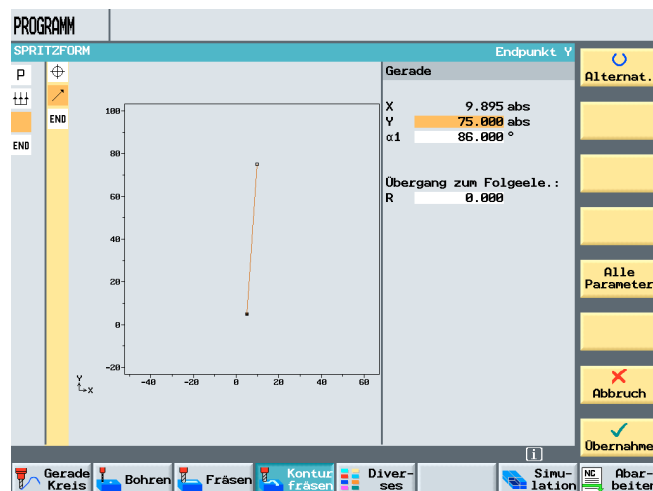 PROGRAMM
SPRITZFORM Endpunkt Y
P
END
END
Gerade
X 9.895 abs
Y 75.000 abs
α1 86.000 °
Übergang zum Folgeele.:
R 0.000
100
80
60
40
20
0
-20
-40 -20 0 20 40 60
Y
X
Alternat.
Alle
Parameter
Abbruch
Übernahme
i
Gerade
Kreis
Bohren
Fräsen
Kontur
fräsen
Diver-
ses
Simu-
lation
NC
Abar-
beiten